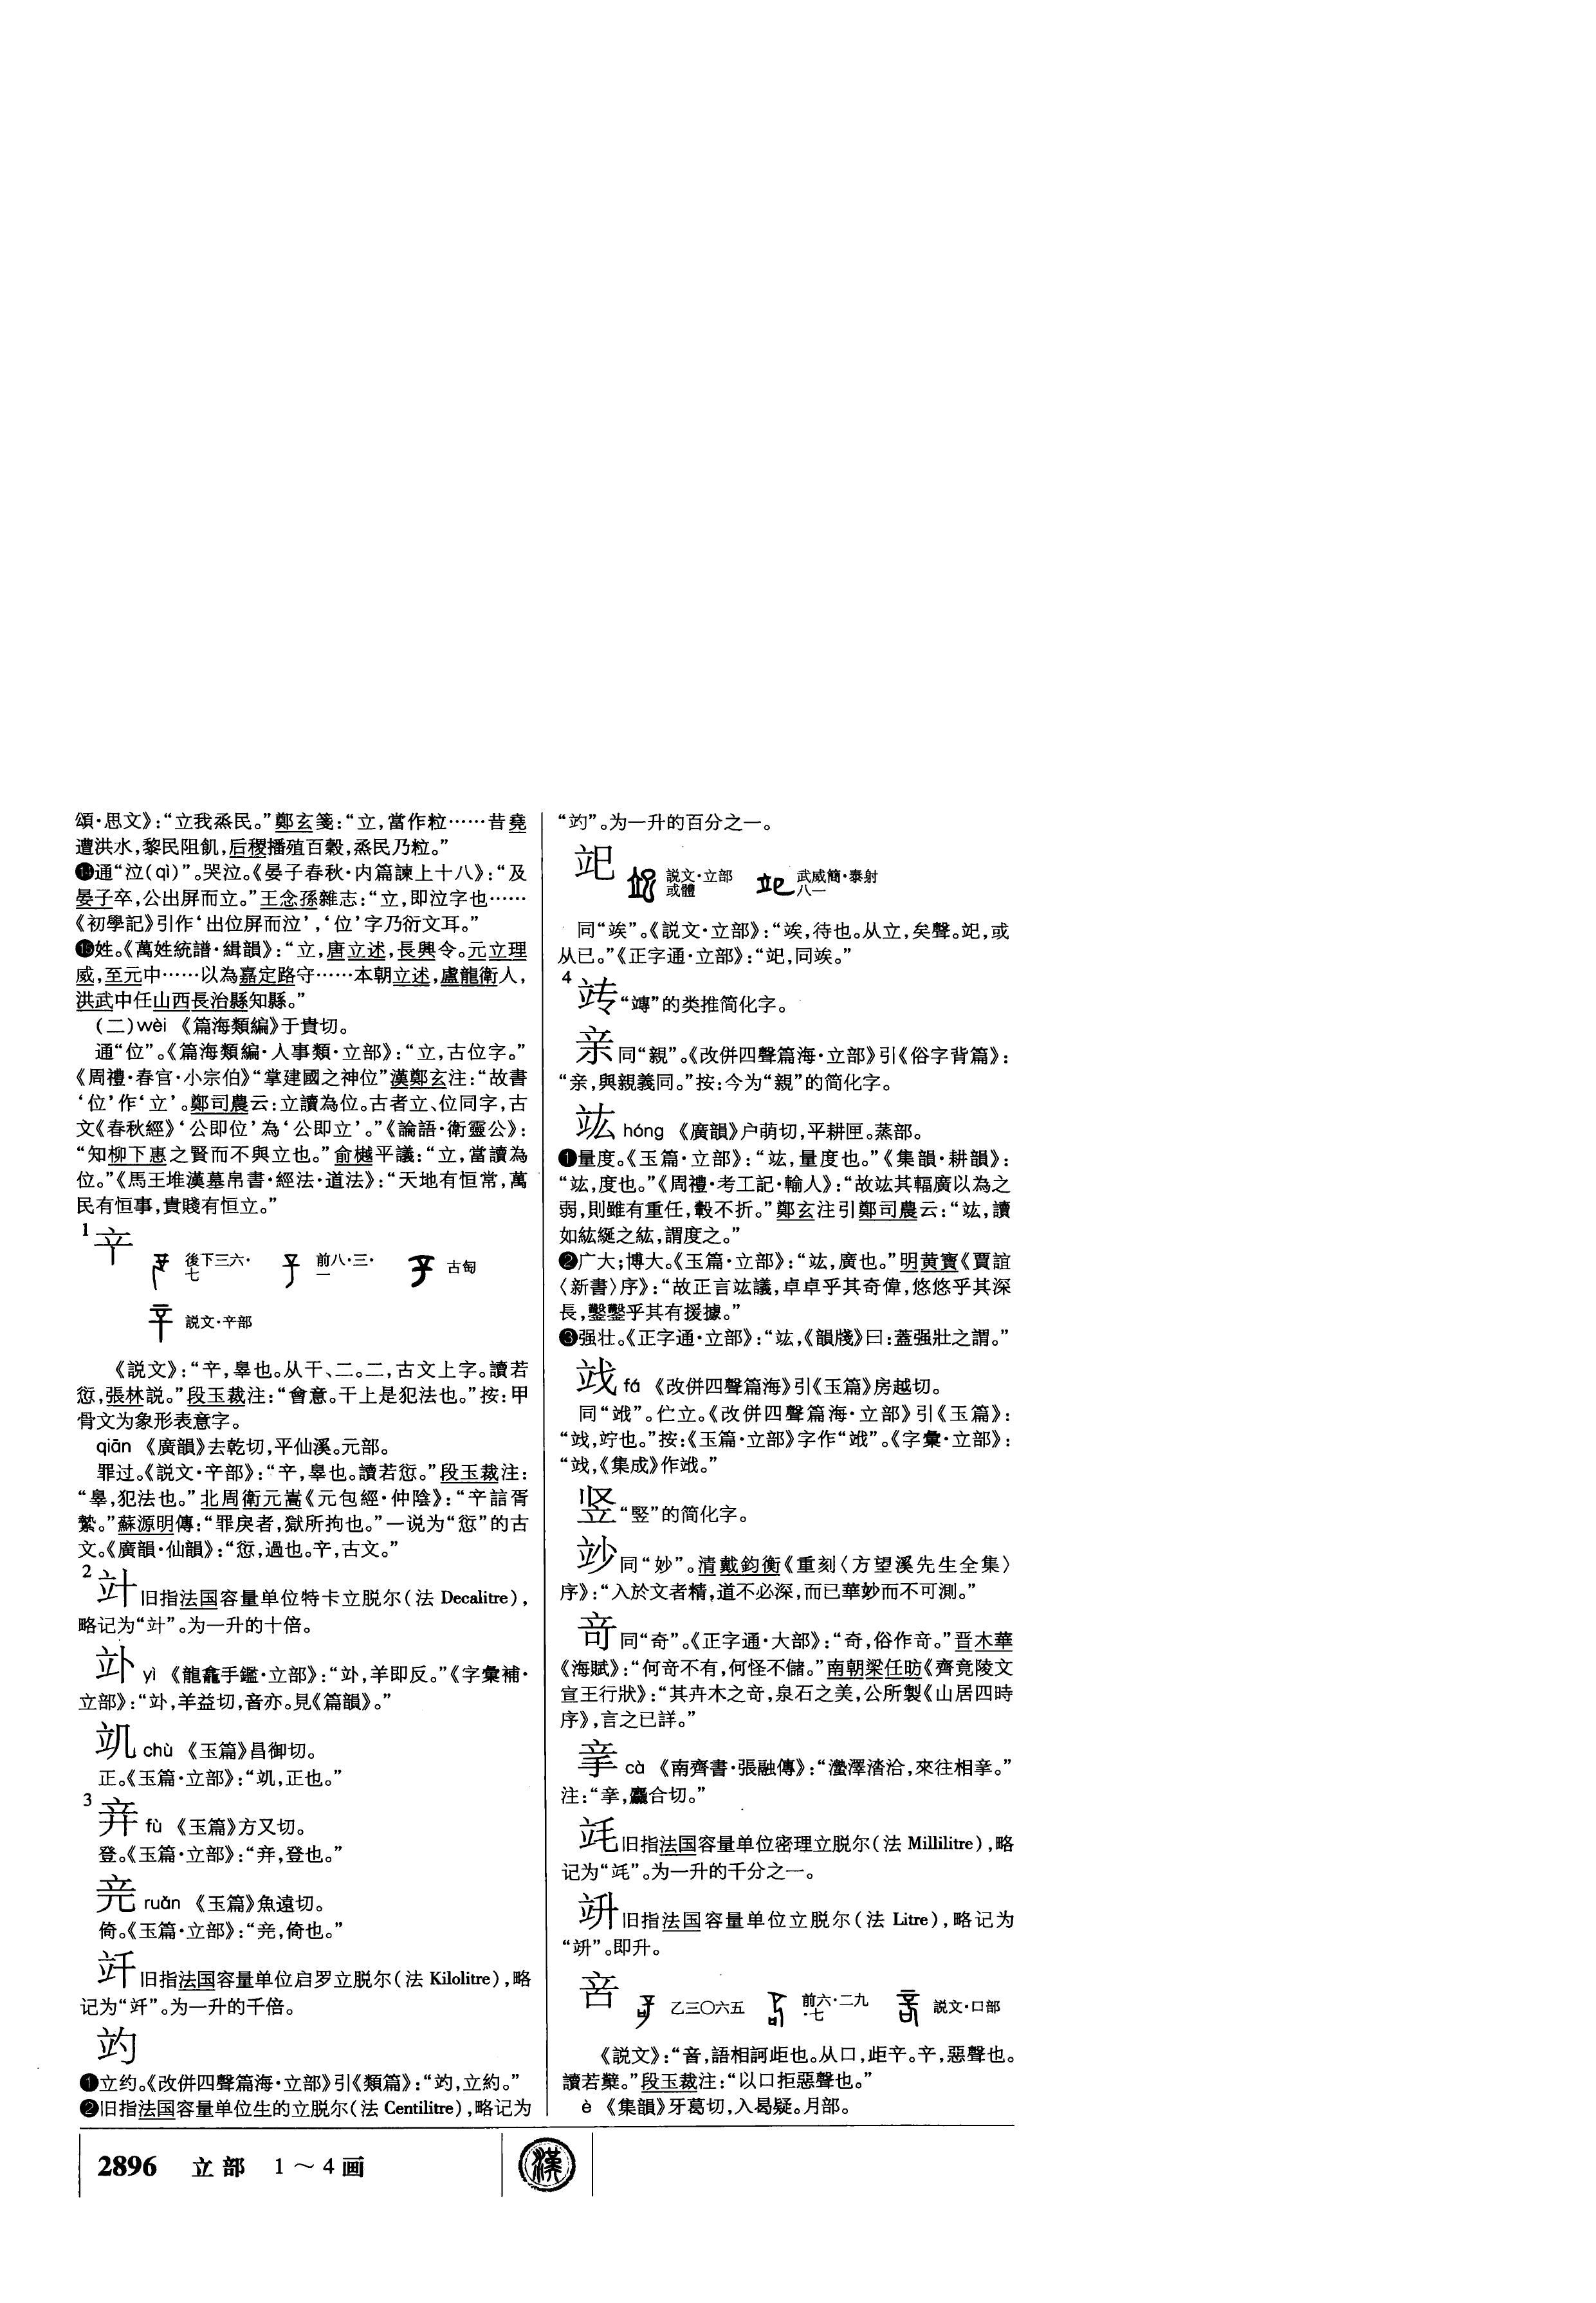 頌·思文》：“立我烝民。”鄭玄箋：“立，當作粒……昔堯
遭洪水，黎民阻飢，后稷播殖百穀，烝民乃粒。”
⓮通“泣（qì）”。哭泣。《晏子春秋·内篇諫上十八》：“及
晏子卒，公出屏而立。”王念孫雜志：“立，即泣字也……
《初學記》引作‘出位屏而泣’，‘位’字乃衍文耳。”
⓯姓。《萬姓統譜·緝韻》：“立，唐立述，長興令。元立理
威，至元中……以為嘉定路守……本朝立述，盧龍衛人，
洪武中任山西長治縣知縣。”
（二）wèi 《篇海類編》于貴切。
通“位”。《篇海類編·人事類·立部》：“立，古位字。”
《周禮·春官·小宗伯》“掌建國之神位”漢鄭玄注：“故書
‘位’作‘立’。鄭司農云：立讀為位。古者立、位同字，古
文《春秋經》‘公即位’為‘公即立’。”《論語·衛靈公》：
“知柳下惠之賢而不與立也。”俞樾平議：“立，當讀為
位。”《馬王堆漢墓帛書·經法·道法》：“天地有恒常，萬
民有恒事，貴賤有恒立。”
1 䇂 後下三六·七 前八·三·一 古匋
説文·䇂部
《説文》：“䇂，辠也。从干、二。二，古文上字。讀若
愆，張林説。”段玉裁注：“會意。干上是犯法也。”按：甲
骨文为象形表意字。
qiān 《廣韻》去乾切，平仙溪。元部。
罪过。《説文·䇂部》：“䇂，辠也。讀若愆。”段玉裁注：
“辠，犯法也。”北周衛元嵩《元包經·仲陰》：“䇂誩胥
縶。”蘇源明傳：“罪戾者，獄所拘也。”一说为“愆”的古
文。《廣韻·仙韻》：“愆，過也。䇂，古文。”
2 竍旧指法国容量单位特卡立脱尔（法 Decalitre），
略记为“竍”。为一升的十倍。
yì 《龍龕手鑑·立部》：“，羊即反。”《字彙補·
立部》：“，羊益切，音亦。見《篇韻》。”
chù 《玉篇》昌御切。
正。《玉篇·立部》：“，正也。”
3 fù 《玉篇》方又切。
登。《玉篇·立部》：“，登也。”
ruǎn 《玉篇》魚遠切。
倚。《玉篇·立部》：“，倚也。”
竏旧指法国容量单位启罗立脱尔（法 Kilolitre），略
记为“竏”。为一升的千倍。
竘
❶立约。《改併四聲篇海·立部》引《類篇》：“，立約。”
❷旧指法国容量单位生的立脱尔（法 Centilitre），略记为
“”。为一升的百分之一。
䇃 説文·立部或體 武威簡·泰射八一
同“竢”。《説文·立部》：“竢，待也。从立，矣聲。䇃，或
从巳。”《正字通·立部》：“䇃，同竢。”
4 “竱”的类推简化字。
亲同“親”。《改併四聲篇海·立部》引《俗字背篇》：
“亲，與親義同。”按：今为“親”的简化字。
竑 hóng 《廣韻》户萌切，平耕匣。蒸部。
❶量度。《玉篇·立部》：“竑，量度也。”《集韻·耕韻》：
“竑，度也。”《周禮·考工記·輪人》：“故竑其輻廣以為之
弱，則雖有重任，轂不折。”鄭玄注引鄭司農云：“竑，讀
如紘綖之紘，謂度之。”
❷广大；博大。《玉篇·立部》：“竑，廣也。”明黄寶《賈誼
〈新書〉序》：“故正言竑議，卓卓乎其奇偉，悠悠乎其深
長，鑿鑿乎其有援據。”
❸强壮。《正字通·立部》：“竑，《韻牋》曰：蓋强壯之謂。”
fá 《改併四聲篇海》引《玉篇》房越切。
同“”。伫立。《改併四聲篇海·立部》引《玉篇》：
“，竚也。”按：《玉篇·立部》字作“”。《字彙·立部》：
“，《集成》作。”
竖“竪”的简化字。
竗同“妙”。清戴鈞衡《重刻〈方望溪先生全集〉
序》：“入於文者精，道不必深，而已華妙而不可測。”
竒同“奇”。《正字通·大部》：“奇，俗作竒。”晋木華
《海賦》：“何竒不有，何怪不儲。”南朝梁任昉《齊竟陵文
宣王行狀》：“其卉木之竒，泉石之美，公所製《山居四時
序》，言之已詳。”
cà 《南齊書·張融傳》：“澩渹洽，來往相。”
注：“，麤合切。”
竓旧指法国容量单位密理立脱尔（法 Millilitre），略
记为“竓”。为一升的千分之一。
竔旧指法国容量单位立脱尔（法 Litre），略记为
“竔”。即升。
乙三〇六五 前六·二九·七 説文·口部
《説文》：“，語相訶歫也。从口，歫䇂。䇂，惡聲也。
讀若櫱。”段玉裁注：“以口拒惡聲也。”
è 《集韻》牙葛切，入曷疑。月部。
2896 立部 1～4画
漢